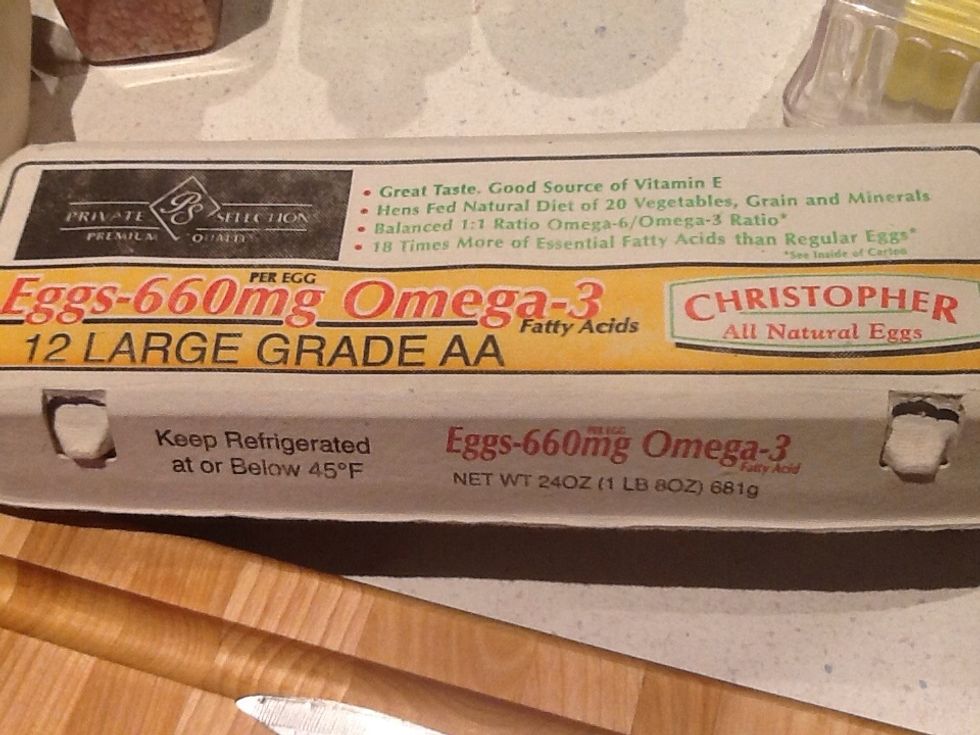 PRIVATE PS SELECTION
PREMIUM QUALITY
• Great Taste. Good Source of Vitamin E
• Hens Fed Natural Diet of 20 Vegetables, Grain and Minerals
• Balanced 1:1 Ratio Omega-6/Omega-3 Ratio*
• 18 Times More of Essential Fatty Acids than Regular Eggs*
*See Inside of Carton
PER EGG
Eggs-660mg Omega-3
Fatty Acids
12 LARGE GRADE AA
CHRISTOPHER
All Natural Eggs
Keep Refrigerated
at or Below 45°F
PER EGG
Eggs-660mg Omega-3
Fatty Acid
NET WT 24OZ (1 LB 8OZ) 681g